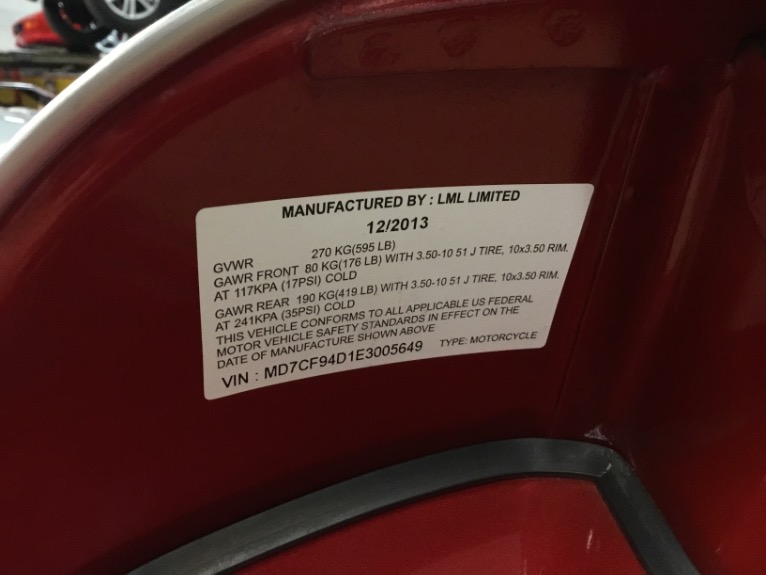 MANUFACTURED BY : LML LIMITED
12/2013
GVWR 270 KG(595 LB)
GAWR FRONT 80 KG(176 LB) WITH 3.50-10 51 J TIRE, 10x3.50 RIM.
AT 117KPA (17PSI) COLD
GAWR REAR 190 KG(419 LB) WITH 3.50-10 51 J TIRE, 10x3.50 RIM.
AT 241KPA (35PSI) COLD
THIS VEHICLE CONFORMS TO ALL APPLICABLE US FEDERAL
MOTOR VEHICLE SAFETY STANDARDS IN EFFECT ON THE
DATE OF MANUFACTURE SHOWN ABOVE
VIN : MD7CF94D1E3005649 TYPE: MOTORCYCLE